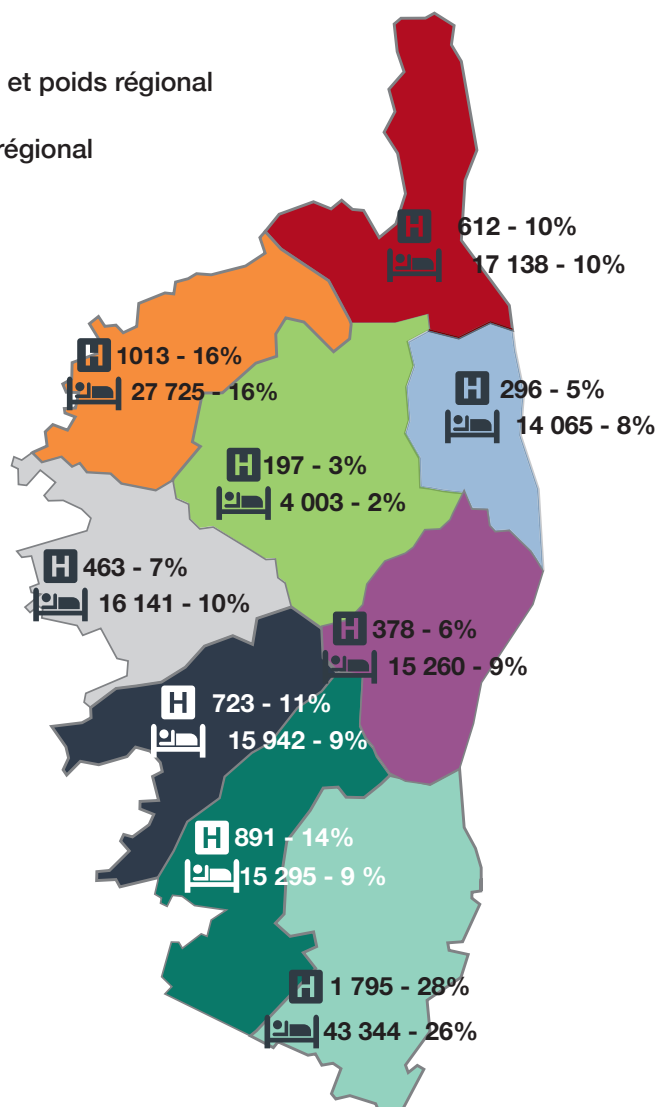 et poids régional
régional
H 612 - 10%
17 138 - 10%
H 1013 - 16%
27 725 - 16%
H 296 - 5%
14 065 - 8%
H 197 - 3%
4 003 - 2%
H 463 - 7%
16 141 - 10%
H 378 - 6%
15 260 - 9%
H 723 - 11%
15 942 - 9%
H 891 - 14%
15 295 - 9 %
H 1 795 - 28%
43 344 - 26%